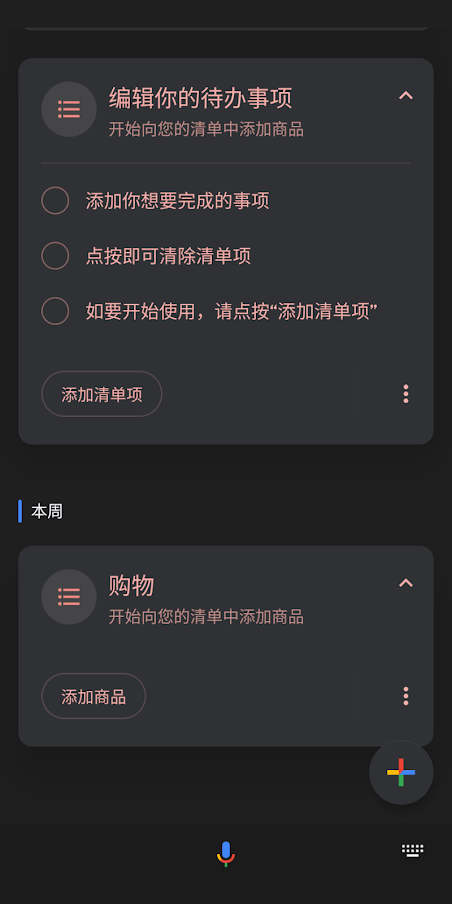 编辑你的待办事项
开始向您的清单中添加商品
添加你想要完成的事项
点按即可清除清单项
如要开始使用，请点按“添加清单项”
添加清单项
本周
购物
开始向您的清单中添加商品
添加商品